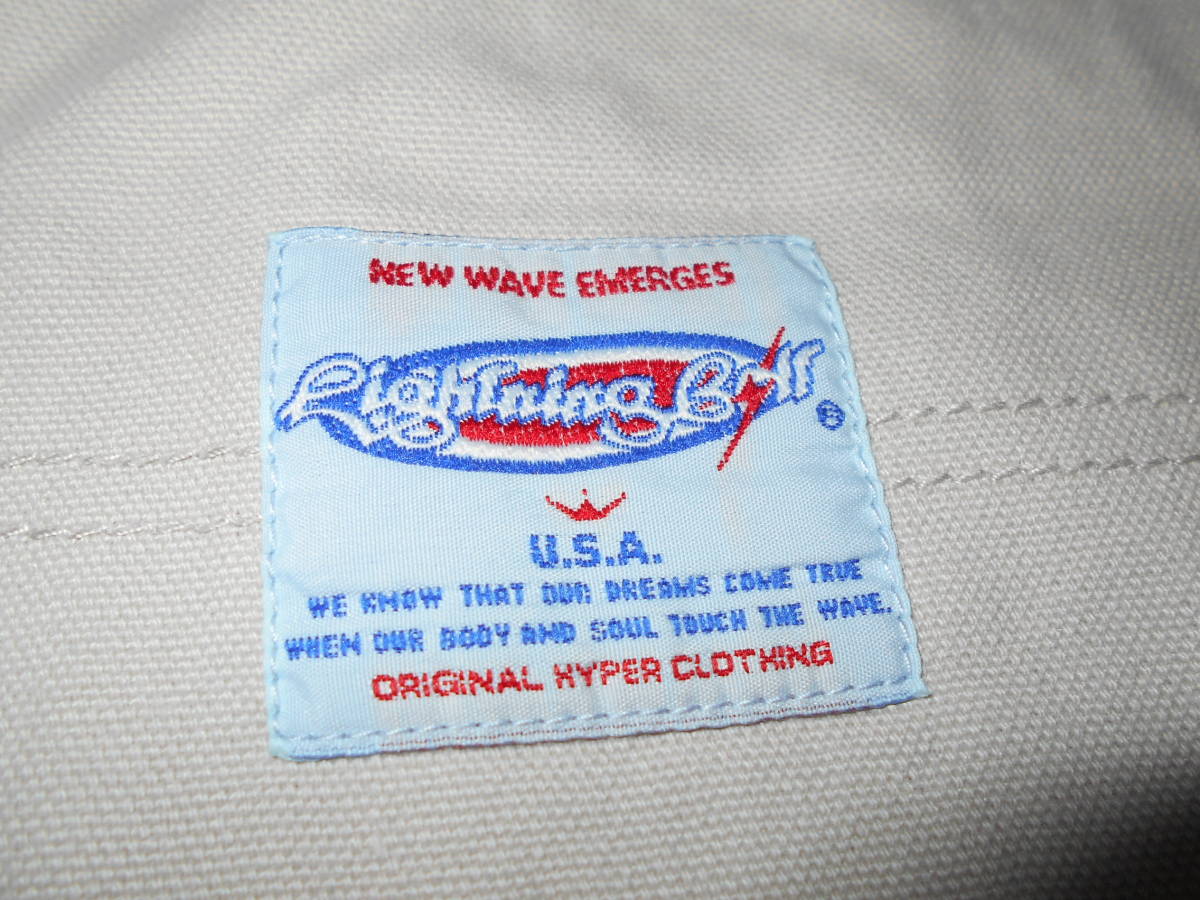 NEW WAVE EMERGES
Lightning Bolt ®
U.S.A.
WE KNOW THAT OUR DREAMS COME TRUE
WHEN OUR BODY AND SOUL TOUCH THE WAVE.
ORIGINAL HYPER CLOTHING